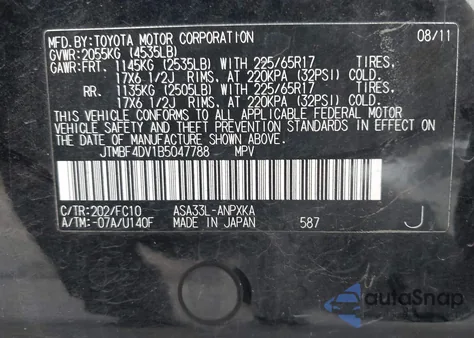 MFD.BY:TOYOTA MOTOR CORPORATION 08/11
GVWR:2055KG (4535LB)
GAWR:FRT. 1145KG (2535LB) WITH 225/65R17 TIRES,
17X6 1/2J RIMS, AT 220KPA (32PSI) COLD.
RR. 1135KG (2505LB) WITH 225/65R17 TIRES,
17X6 1/2J RIMS, AT 220KPA (32PSI) COLD.
THIS VEHICLE CONFORMS TO ALL APPLICABLE FEDERAL MOTOR
VEHICLE SAFETY AND THEFT PREVENTION STANDARDS IN EFFECT
ON THE DATE OF MANUFACTURE SHOWN ABOVE.
JTMBF4DV1B5047788 MPV
C/TR:202/FC10 ASA33L-ANPXKA
A/TM:-07A/U140F MADE IN JAPAN 587 J
autoSnap